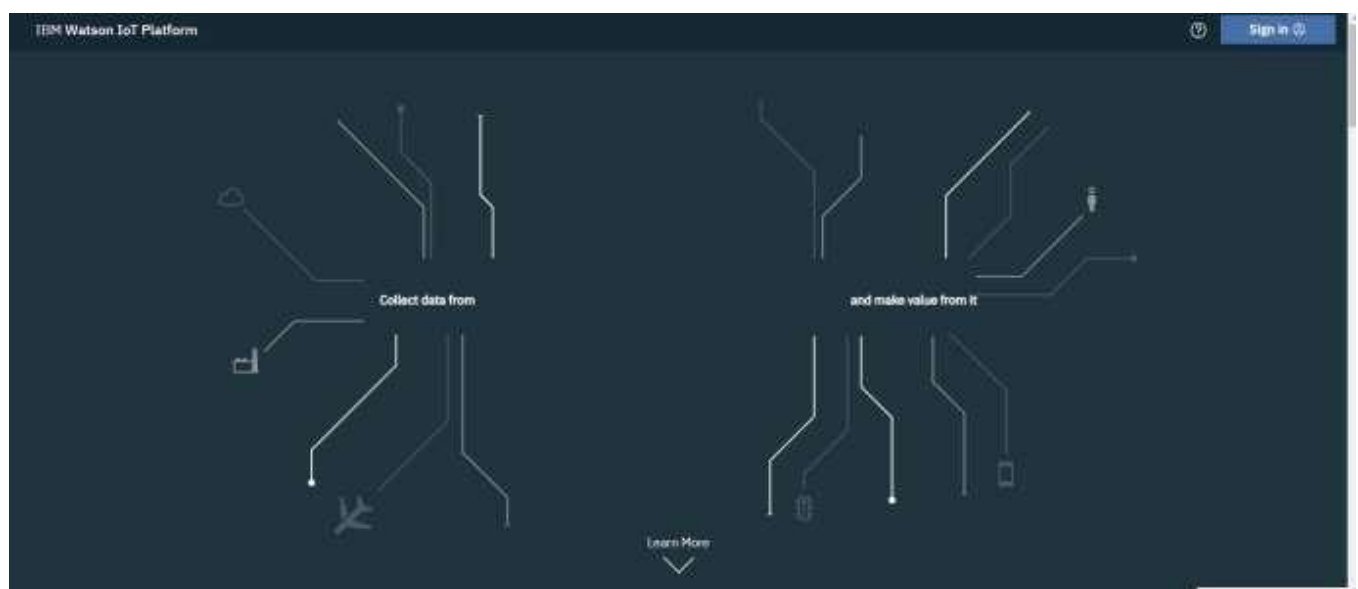 IBM Watson IoT Platform
Sign in
Collect data from
and make value from it
Learn More